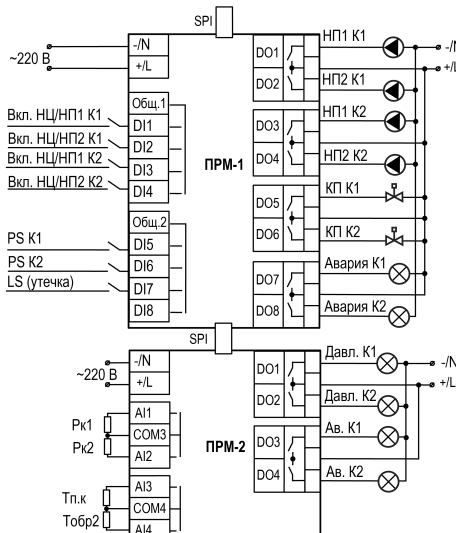 SPI
~220 В
-/N
+/L
Общ.1
DI1
DI2
DI3
DI4
Вкл. НЦ/НП1 К1
Вкл. НЦ/НП2 К1
Вкл. НЦ/НП1 К2
Вкл. НЦ/НП2 К2
Общ.2
DI5
DI6
DI7
DI8
PS К1
PS К2
LS (утечка)
ПРМ-1
DO1
DO2
DO3
DO4
DO5
DO6
DO7
DO8
НП1 К1
НП2 К1
НП1 К2
НП2 К2
КП К1
КП К2
Авария К1
Авария К2
-/N
+/L
SPI
~220 В
-/N
+/L
AI1
COM3
AI2
Рк1
Рк2
AI3
COM4
AI4
Тп.к
Тобр2
ПРМ-2
DO1
DO2
DO3
DO4
Давл. К1
Давл. К2
Ав. К1
Ав. К2
-/N
+/L